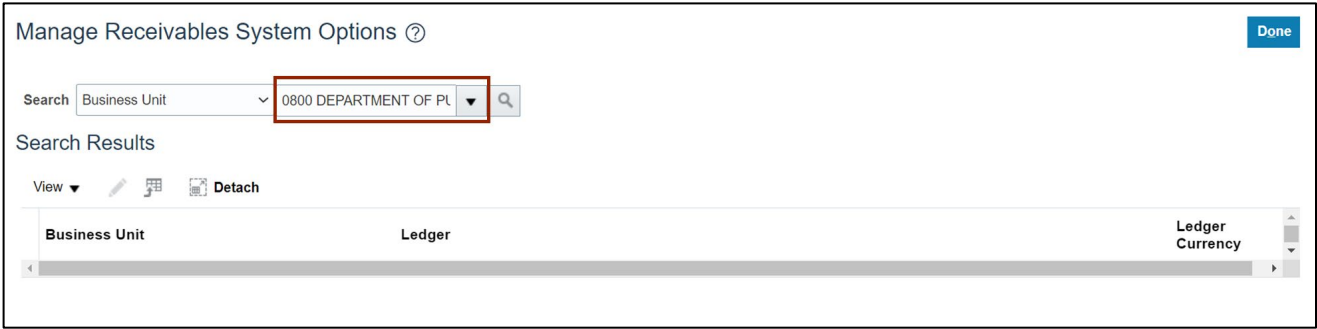 Manage Receivables System Options ?
Done
Search Business Unit 0800 DEPARTMENT OF PU
Search Results
View Detach
Business Unit Ledger Ledger Currency